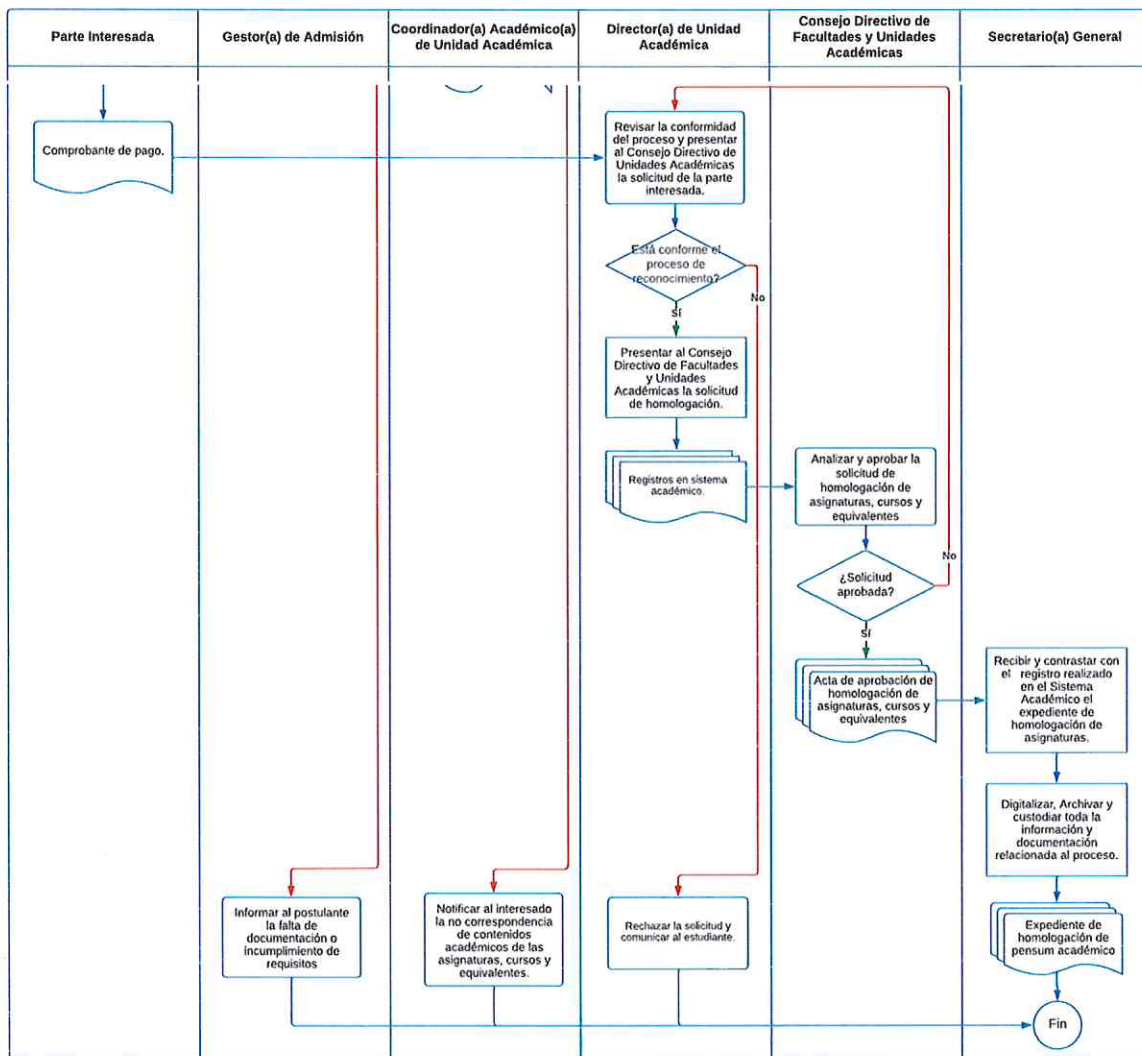 Parte Interesada
Gestor(a) de Admisión
Coordinador(a) Académico(a)
de Unidad Académica
Director(a) de Unidad
Académica
Consejo Directivo de
Facultades y Unidades
Académicas
Secretario(a) General
Comprobante de pago.
Revisar la conformidad
del proceso y presentar
al Consejo Directivo de
Unidades Académicas
la solicitud de la parte
interesada.
Está conforme el
proceso de
reconocimiento?
No
Sí
Presentar al Consejo
Directivo de Facultades
y Unidades
Académicas la solicitud
de homologación.
Registros en sistema
académico.
Analizar y aprobar la
solicitud de
homologación de
asignaturas, cursos y
equivalentes
No
¿Solicitud
aprobada?
Sí
Acta de aprobación de
homologación de
asignaturas, cursos y
equivalentes
Recibir y contrastar con
el registro realizado
en el Sistema
Académico el
expediente de
homologación de
asignaturas.
Digitalizar, Archivar y
custodiar toda la
información y
documentación
relacionada al proceso.
Informar al postulante
la falta de
documentación o
incumplimiento de
requisitos
Notificar al interesado
la no correspondencia
de contenidos
académicos de las
asignaturas, cursos y
equivalentes.
Rechazar la solicitud y
comunicar al estudiante.
Expediente de
homologación de
pensum académico
Fin